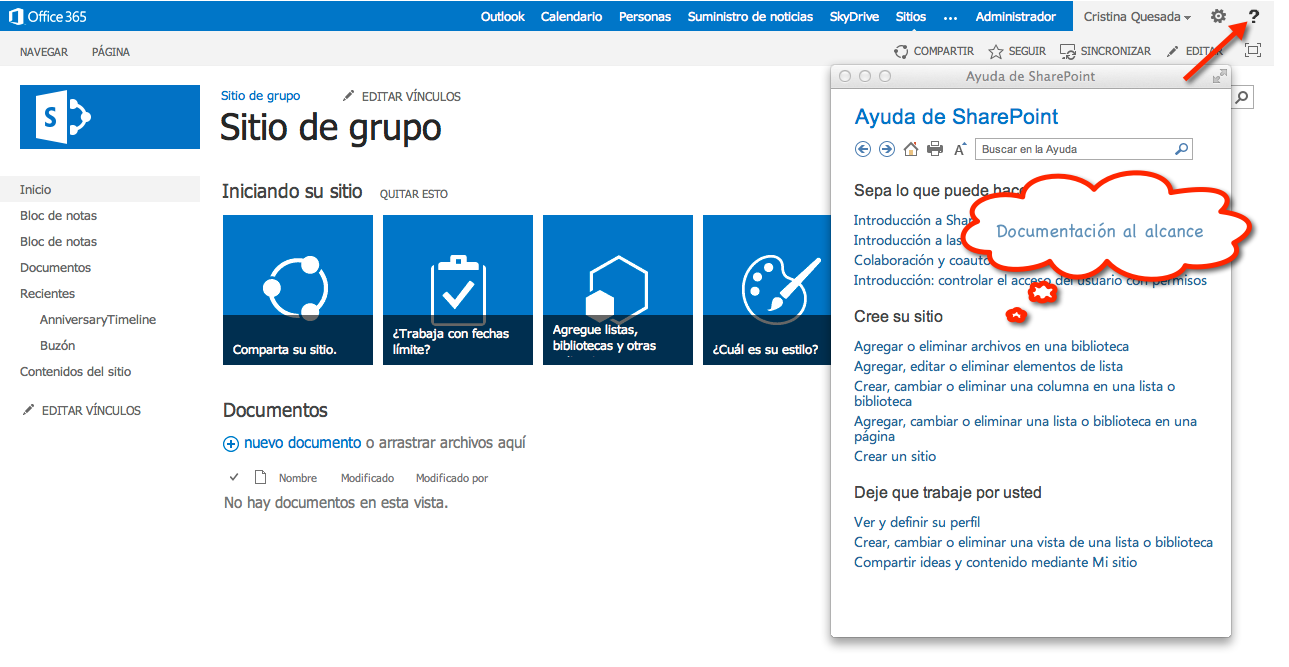 Office 365
Outlook Calendario Personas Suministro de noticias SkyDrive Sitios ... Administrador Cristina Quesada ?
NAVEGAR PÁGINA
COMPARTIR SEGUIR SINCRONIZAR EDITAR
S
Sitio de grupo EDITAR VÍNCULOS
Sitio de grupo
Inicio
Bloc de notas
Bloc de notas
Documentos
Recientes
AnniversaryTimeline
Buzón
Contenidos del sitio
EDITAR VÍNCULOS
Iniciando su sitio QUITAR ESTO
Comparta su sitio.
¿Trabaja con fechas
límite?
Agregue listas,
bibliotecas y otras
¿Cuál es su estilo?
Documentos
nuevo documento o arrastrar archivos aquí
Nombre Modificado Modificado por
No hay documentos en esta vista.
Ayuda de SharePoint
Ayuda de SharePoint
A
Buscar en la Ayuda
Sepa lo que puede
Introducción a
Introducción a las
Colaboración y
Introducción: controlar el acceso del usuario con permisos
Documentación al alcance
Cree su sitio
Agregar o eliminar archivos en una biblioteca
Agregar, editar o eliminar elementos de lista
Crear, cambiar o eliminar una columna en una lista o
biblioteca
Agregar, cambiar o eliminar una lista o biblioteca en una
página
Crear un sitio
Deje que trabaje por usted
Ver y definir su perfil
Crear, cambiar o eliminar una vista de una lista o biblioteca
Compartir ideas y contenido mediante Mi sitio